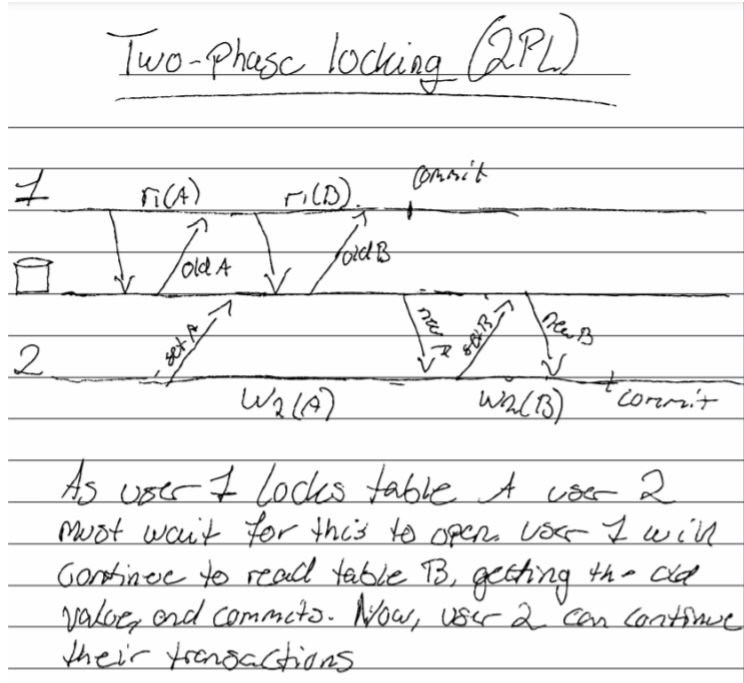 Two-phase locking (2PL)
commit
1 r1(A) r1(B)
old A old B
set A new A set B new B
2
W2(A) W2(B) commit
As user 1 locks table A user 2
must wait for this to open. User 1 will
continue to read table B, getting the old
value, and commits. Now, user 2 can continue
their transactions